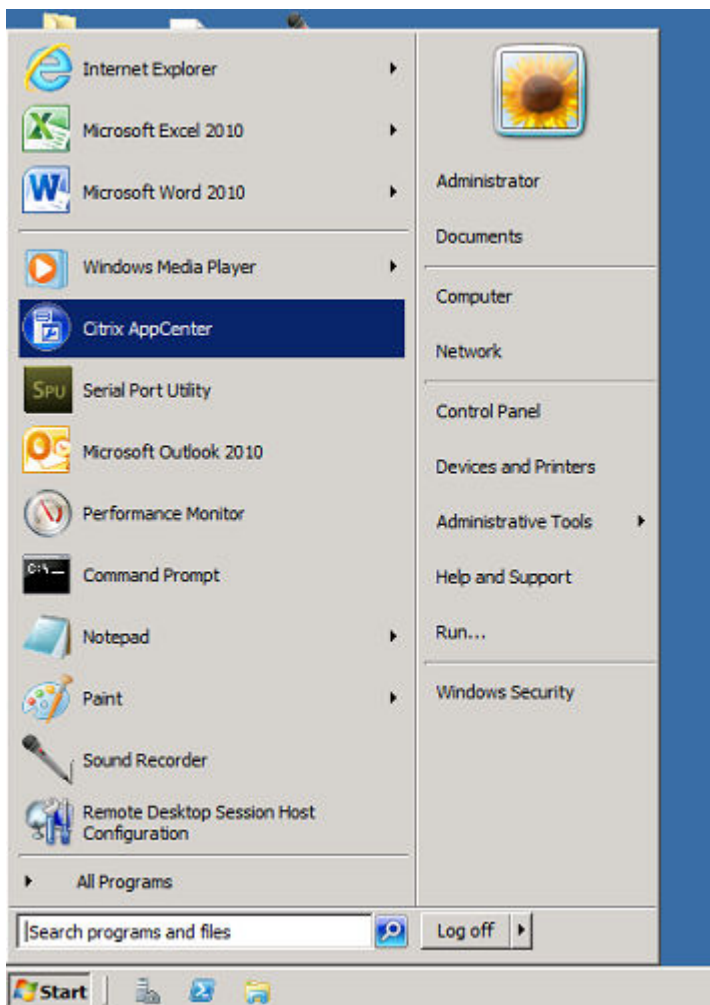 Internet Explorer
Microsoft Excel 2010
Microsoft Word 2010
Windows Media Player
Citrix AppCenter
SPU
Serial Port Utility
Microsoft Outlook 2010
Performance Monitor
C:\
Command Prompt
Notepad
Paint
Sound Recorder
Remote Desktop Session Host
Configuration
All Programs
Search programs and files
Administrator
Documents
Computer
Network
Control Panel
Devices and Printers
Administrative Tools
Help and Support
Run...
Windows Security
Log off
Start